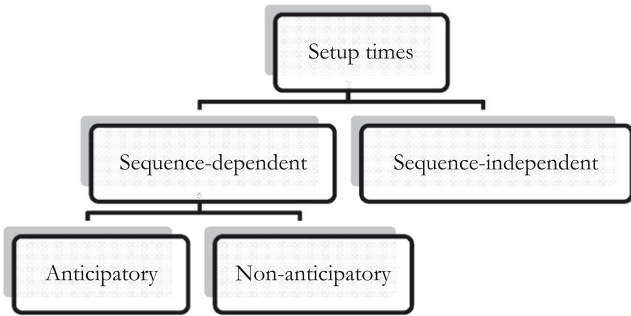 Setup times
Sequence-dependent
Sequence-independent
Anticipatory
Non-anticipatory